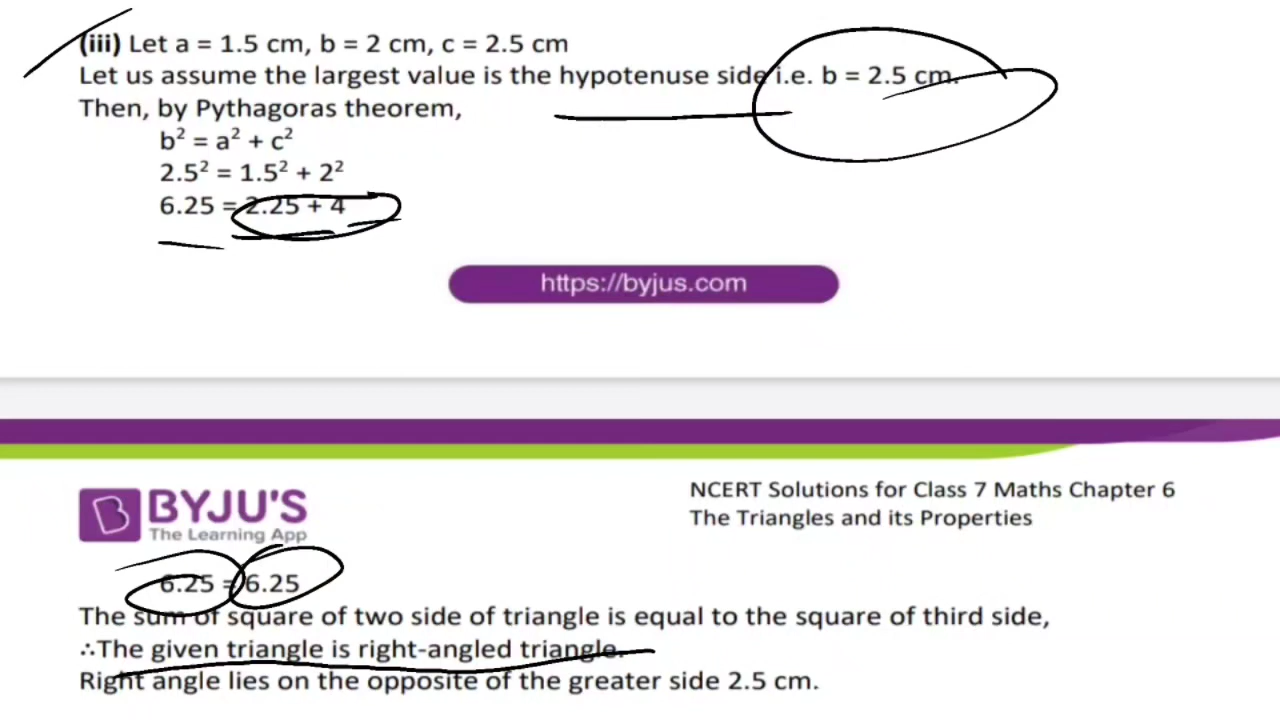 (iii) Let a = 1.5 cm, b = 2 cm, c = 2.5 cm
Let us assume the largest value is the hypotenuse side i.e. b = 2.5 cm.
Then, by Pythagoras theorem,
b² = a² + c²
2.5² = 1.5² + 2²
6.25 = 2.25 + 4
https://byjus.com
BYJU'S
The Learning App
NCERT Solutions for Class 7 Maths Chapter 6
The Triangles and its Properties
6.25 = 6.25
The sum of square of two side of triangle is equal to the square of third side,
∴The given triangle is right-angled triangle.
Right angle lies on the opposite of the greater side 2.5 cm.